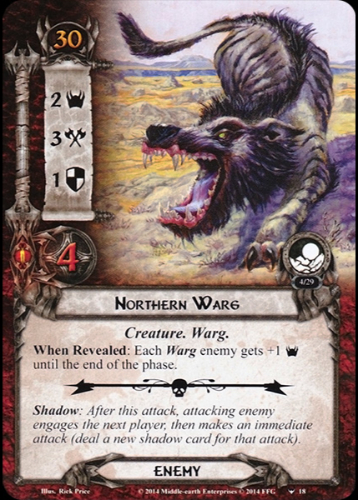 30
2
3
1
4
4/29
NORTHERN WARG
Creature. Warg.
When Revealed: Each Warg enemy gets +1
until the end of the phase.
Shadow: After this attack, attacking enemy
engages the next player, then makes an immediate
attack (deal a new shadow card for that attack).
ENEMY
Illus. Rick Price
© 2014 Middle-earth Enterprises © 2014 FFG
18